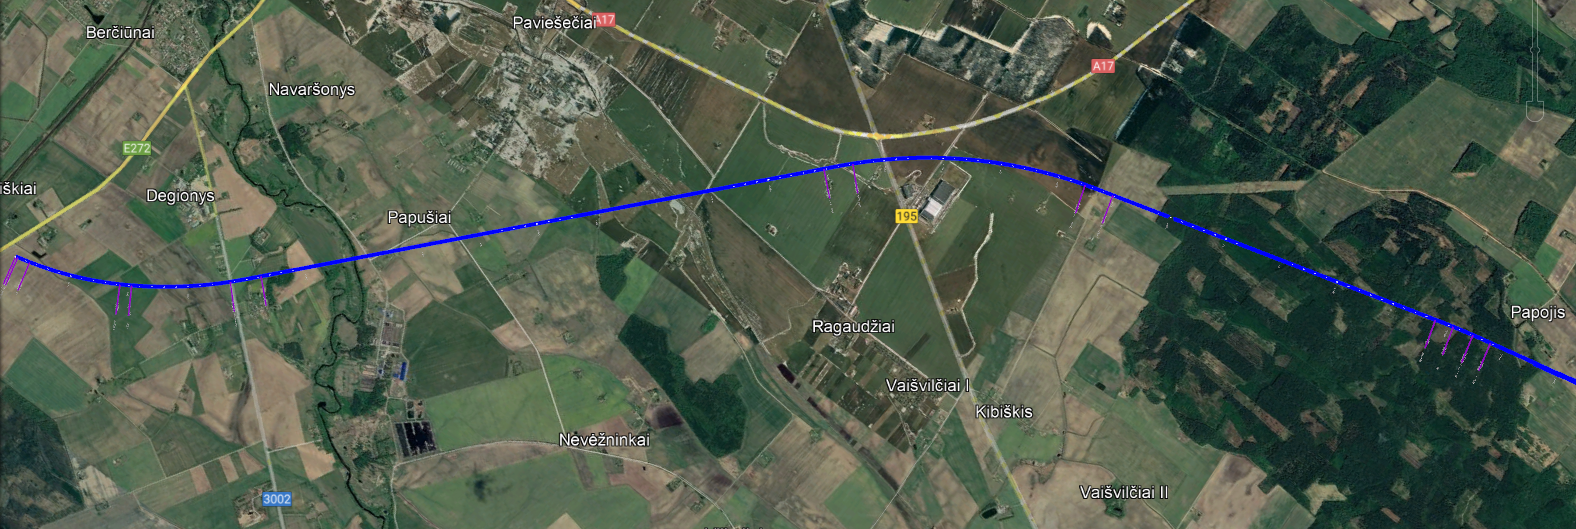 Paviešečiai
A17
Berčiūnai
A17
Navaršonys
E272
iškiai
Degionys
Papušiai
195
Papojis
Ragaudžiai
Vaišvilčiai I
Kibiškis
Nevėžninkai
Vaišvilčiai II
3002